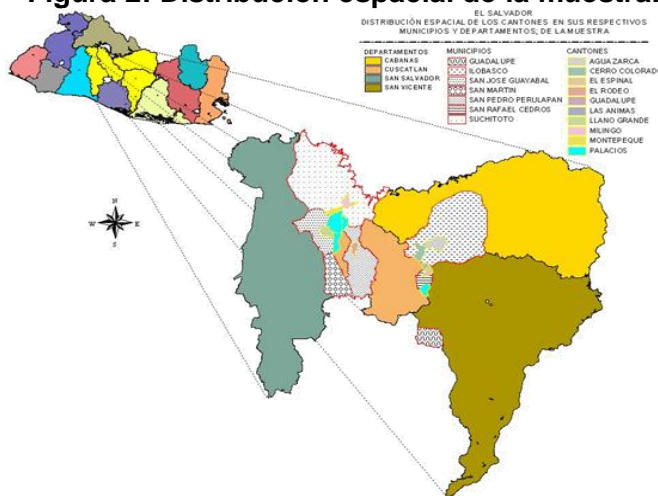 Figura 2. Distribución espacial de la muestra.
EL SALVADOR
DISTRIBUCIÓN ESPACIAL DE LOS CANTONES EN SUS RESPECTIVOS
MUNICIPIOS Y DEPARTAMENTOS, DE LA MUESTRA
DEPARTAMENTOS
CABANAS
CUSCATLAN
SAN SALVADOR
SAN VICENTE
MUNICIPIOS
GUADALUPE
ILOBASCO
SAN JOSE GUAYABAL
SAN MARTIN
SAN PEDRO PERULAPAN
SAN RAFAEL CEDROS
SUCHITOTO
CANTONES
AGUAZARCA
CERRO COLORADO
EL ESPINAL
EL RODEO
GUADALUPE
LAS ANIMAS
LLANO GRANDE
MILINGO
MONTEPEQUE
PALACIOS
N
W E
S